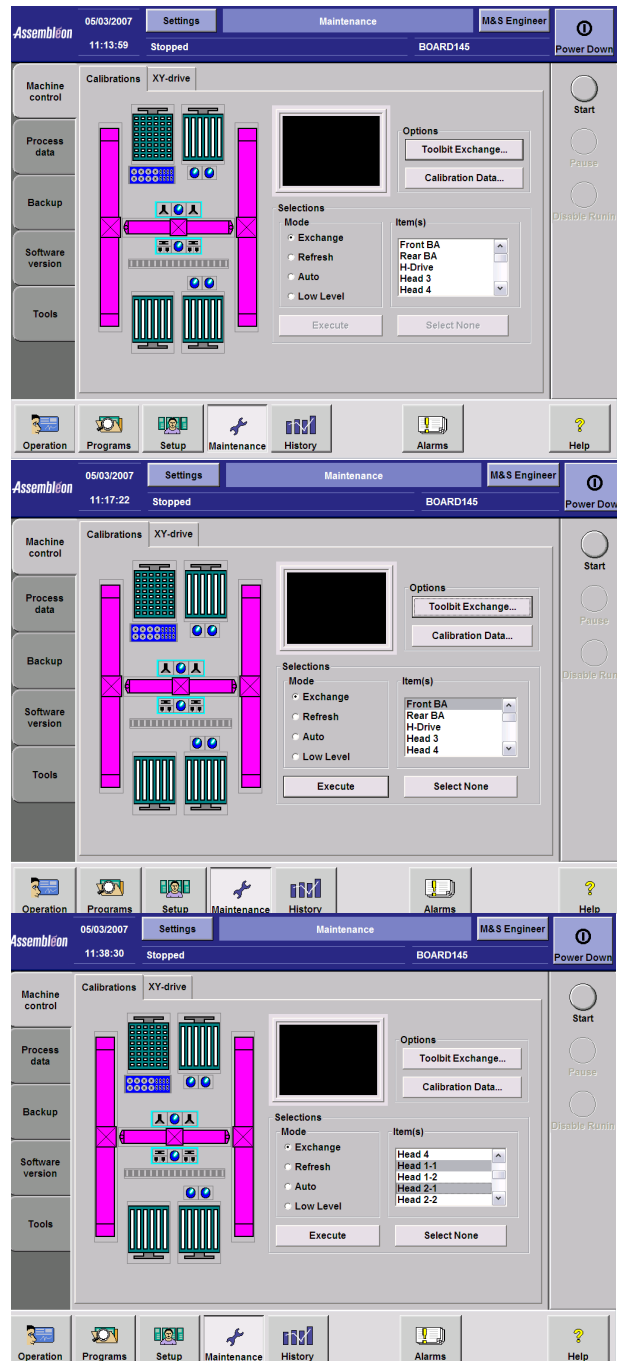 Assembléon
05/03/2007
Settings
Maintenance
M&S Engineer
11:13:59
Stopped
BOARD145
Power Down
Machine control
Process data
Backup
Software version
Tools
Calibrations
XY-drive
Options
Toolbit Exchange...
Calibration Data...
Selections
Mode
Exchange
Refresh
Auto
Low Level
Item(s)
Front BA
Rear BA
H-Drive
Head 3
Head 4
Execute
Select None
Start
Pause
Disable Runin
Operation
Programs
Setup
Maintenance
History
Alarms
Help
Assembléon
05/03/2007
Settings
Maintenance
M&S Engineer
11:17:22
Stopped
BOARD145
Power Dow
Machine control
Process data
Backup
Software version
Tools
Calibrations
XY-drive
Options
Toolbit Exchange...
Calibration Data...
Selections
Mode
Exchange
Refresh
Auto
Low Level
Item(s)
Front BA
Rear BA
H-Drive
Head 3
Head 4
Execute
Select None
Start
Pause
Disable Run
Operation
Programs
Setup
Maintenance
History
Alarms
Help
Assembléon
05/03/2007
Settings
Maintenance
M&S Engineer
11:38:30
Stopped
BOARD145
Power Down
Machine control
Process data
Backup
Software version
Tools
Calibrations
XY-drive
Options
Toolbit Exchange...
Calibration Data...
Selections
Mode
Exchange
Refresh
Auto
Low Level
Item(s)
Head 4
Head 1-1
Head 1-2
Head 2-1
Head 2-2
Execute
Select None
Start
Pause
Disable Runin
Operation
Programs
Setup
Maintenance
History
Alarms
Help